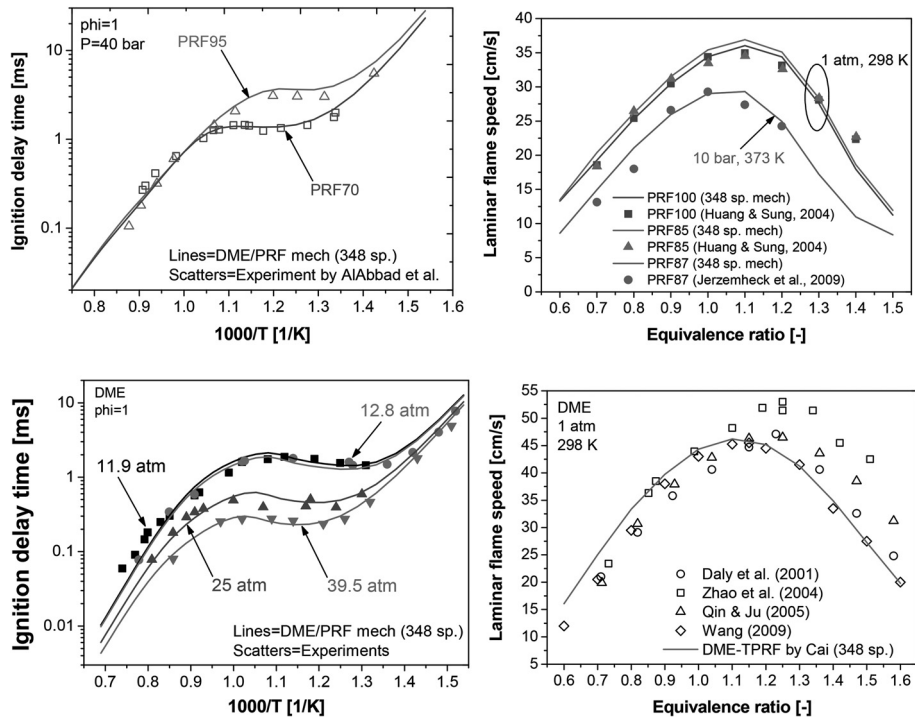 phi=1
P=40 bar
PRF95
PRF70
Lines=DME/PRF mech (348 sp.)
Scatters=Experiment by AlAbbad et al.
Ignition delay time [ms]
10
1
0.1
0.8 0.9 1.0 1.1 1.2 1.3 1.4 1.5 1.6
1000/T [1/K]
Laminar flame speed [cm/s]
40
35
30
25
20
15
10
5
0
1 atm, 298 K
10 bar, 373 K
PRF100 (348 sp. mech)
PRF100 (Huang & Sung, 2004)
PRF85 (348 sp. mech)
PRF85 (Huang & Sung, 2004)
PRF87 (348 sp. mech)
PRF87 (Jerzemheck et al., 2009)
0.6 0.7 0.8 0.9 1.0 1.1 1.2 1.3 1.4 1.5
Equivalence ratio [-]
DME
phi=1
12.8 atm
11.9 atm
25 atm
39.5 atm
Lines=DME/PRF mech (348 sp.)
Scatters=Experiments
Ignition delay time [ms]
10
1
0.1
0.01
0.7 0.8 0.9 1.0 1.1 1.2 1.3 1.4 1.5
1000/T [1/K]
Laminar flame speed [cm/s]
55
50
45
40
35
30
25
20
15
10
5
0
DME
1 atm
298 K
Daly et al. (2001)
Zhao et al. (2004)
Qin & Ju (2005)
Wang (2009)
DME-TPRF by Cai (348 sp.)
0.6 0.7 0.8 0.9 1.0 1.1 1.2 1.3 1.4 1.5 1.6
Equivalence ratio [-]